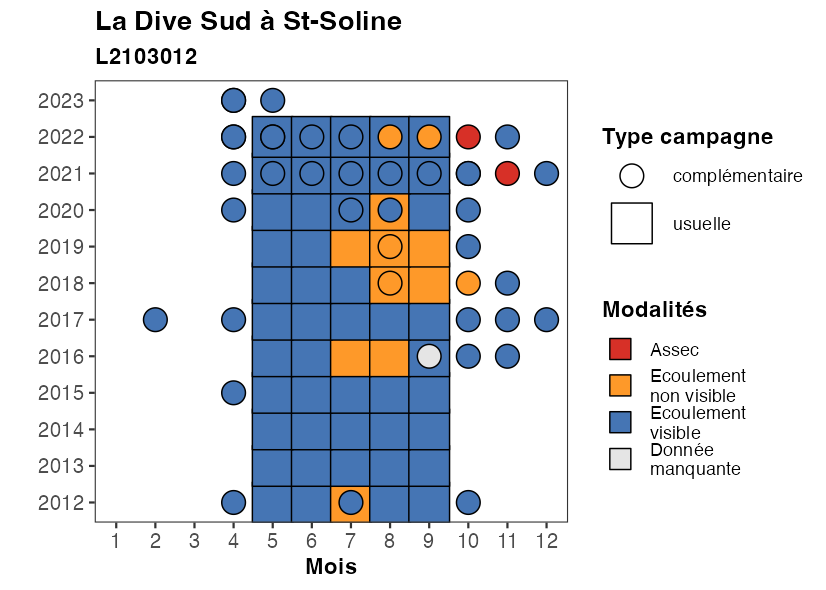 La Dive Sud à St-Soline
L2103012
2023
2022
2021
2020
2019
2018
2017
2016
2015
2014
2013
2012
1 2 3 4 5 6 7 8 9 10 11 12
Mois
Type campagne
complémentaire
usuelle
Modalités
Assec
Ecoulement
non visible
Ecoulement
visible
Donnée
manquante